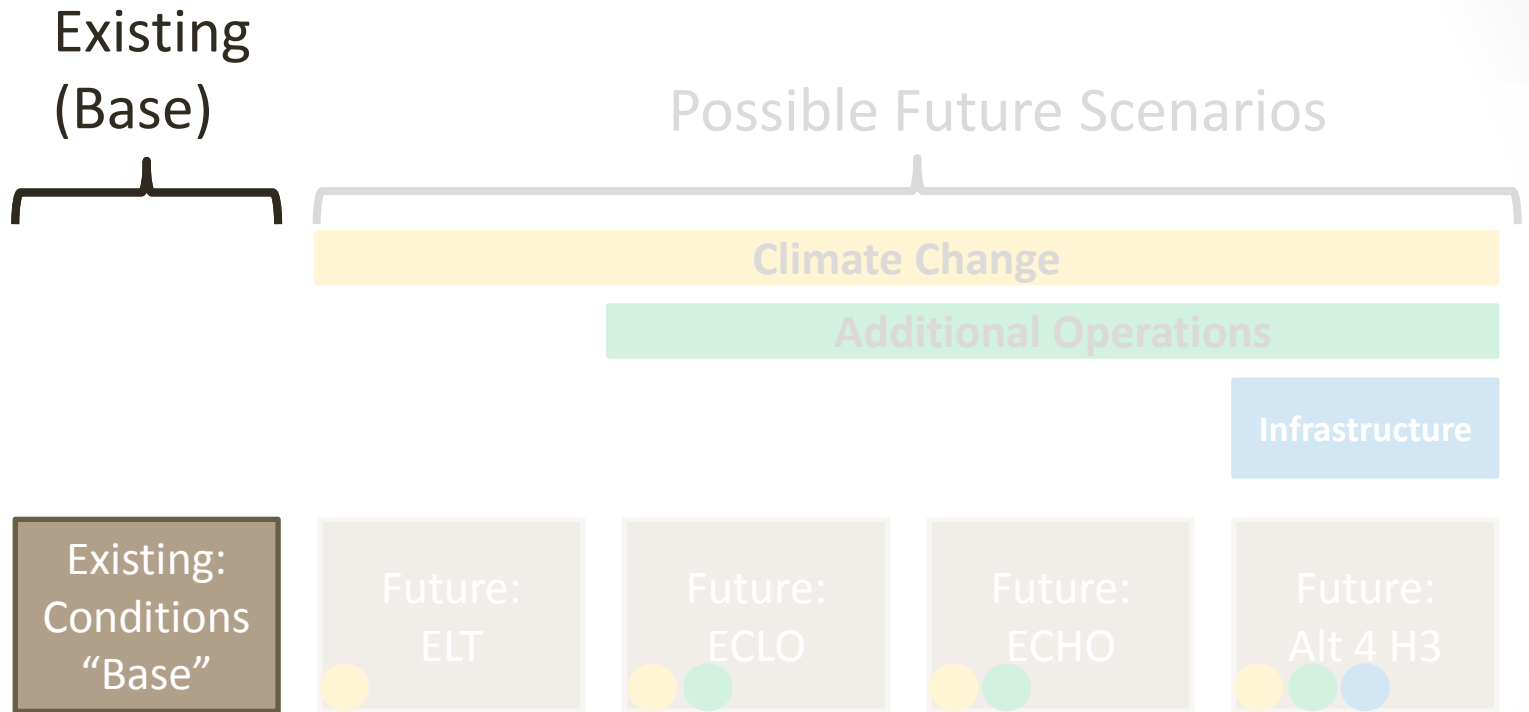 Existing
(Base)
Possible Future Scenarios
Climate Change
Additional Operations
Infrastructure
Existing:
Conditions
“Base”
Future:
ELT
Future:
ECLO
Future:
ECHO
Future:
Alt 4 H3